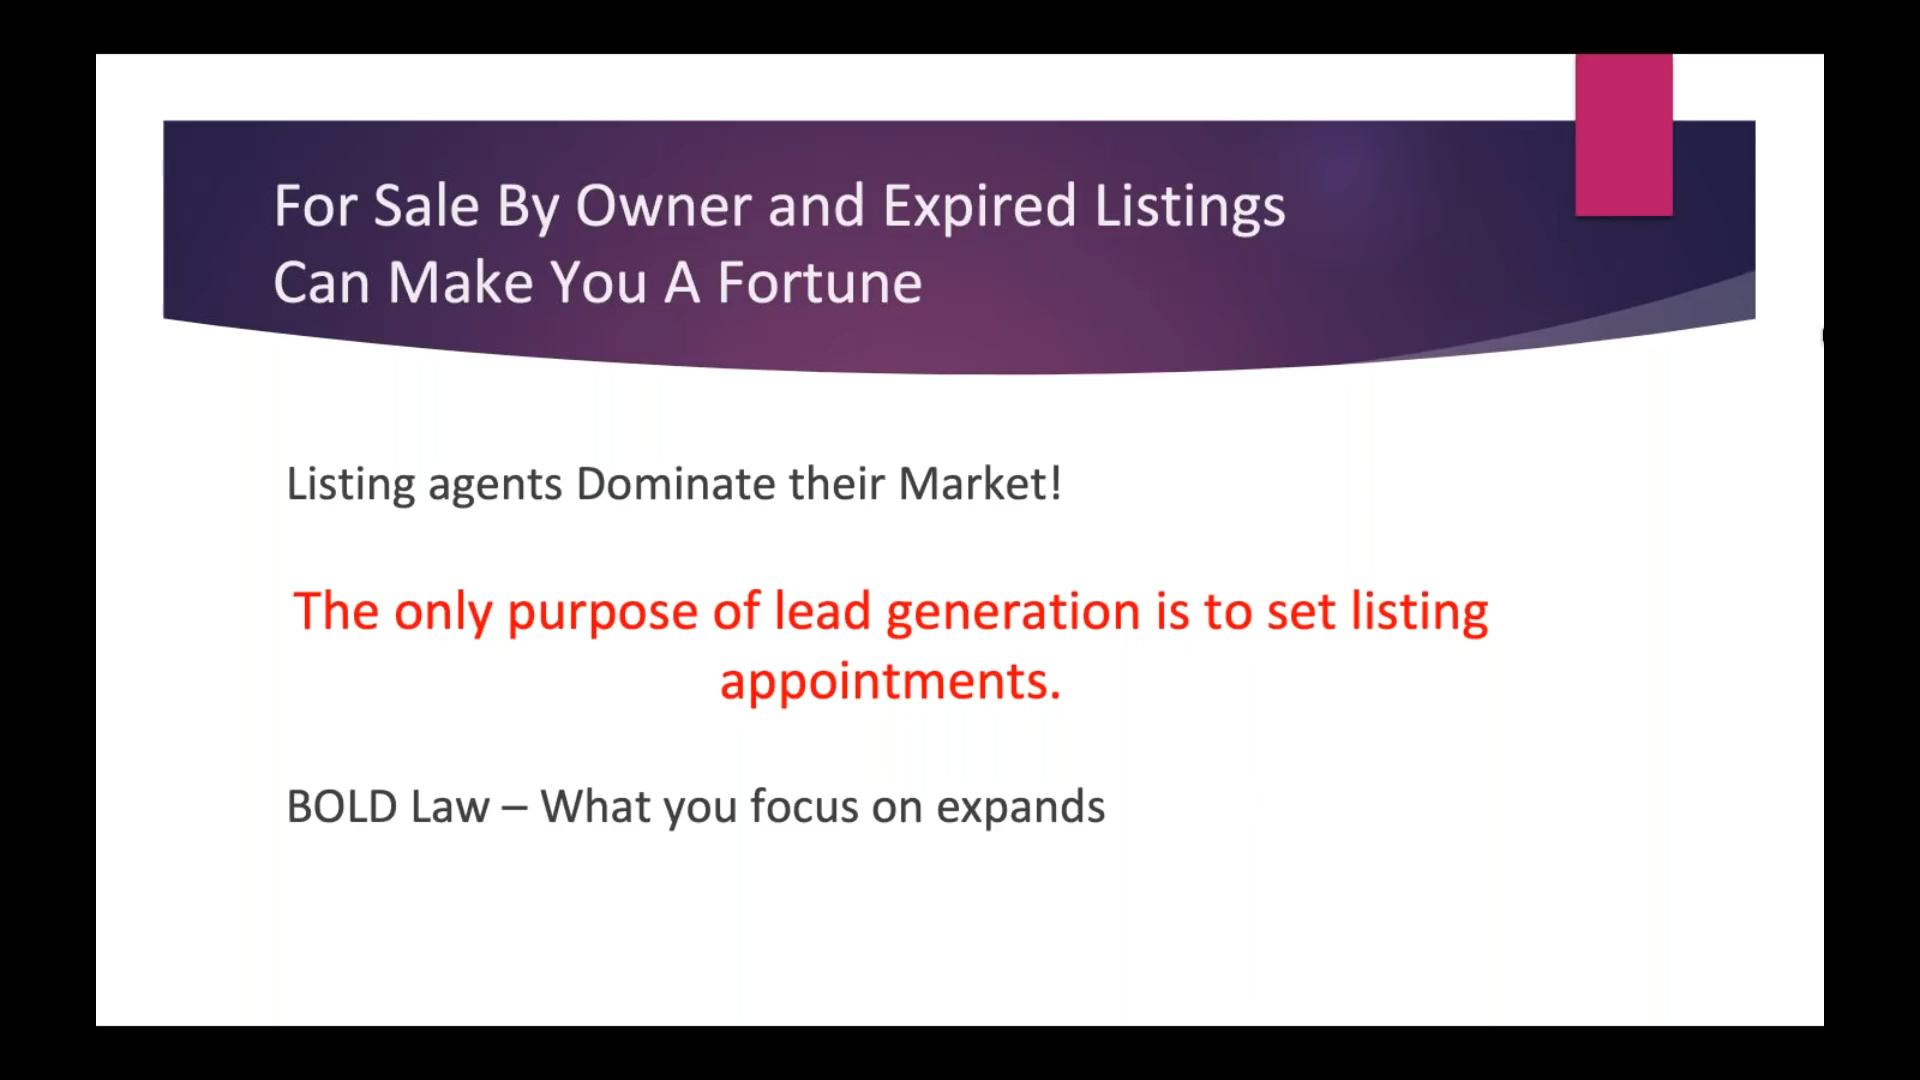 For Sale By Owner and Expired Listings
Can Make You A Fortune
Listing agents Dominate their Market!
The only purpose of lead generation is to set listing
appointments.
BOLD Law – What you focus on expands